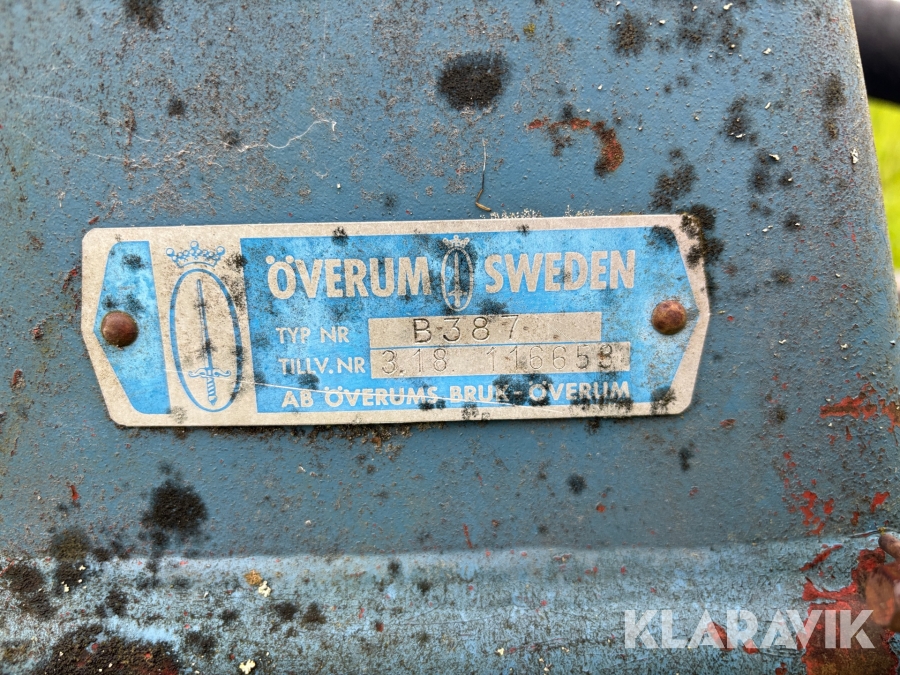 ÖVERUM SWEDEN
TYP NR B387
TILLV.NR 3.18 116658
AB ÖVERUMS BRUK - ÖVERUM
KLARAVIK